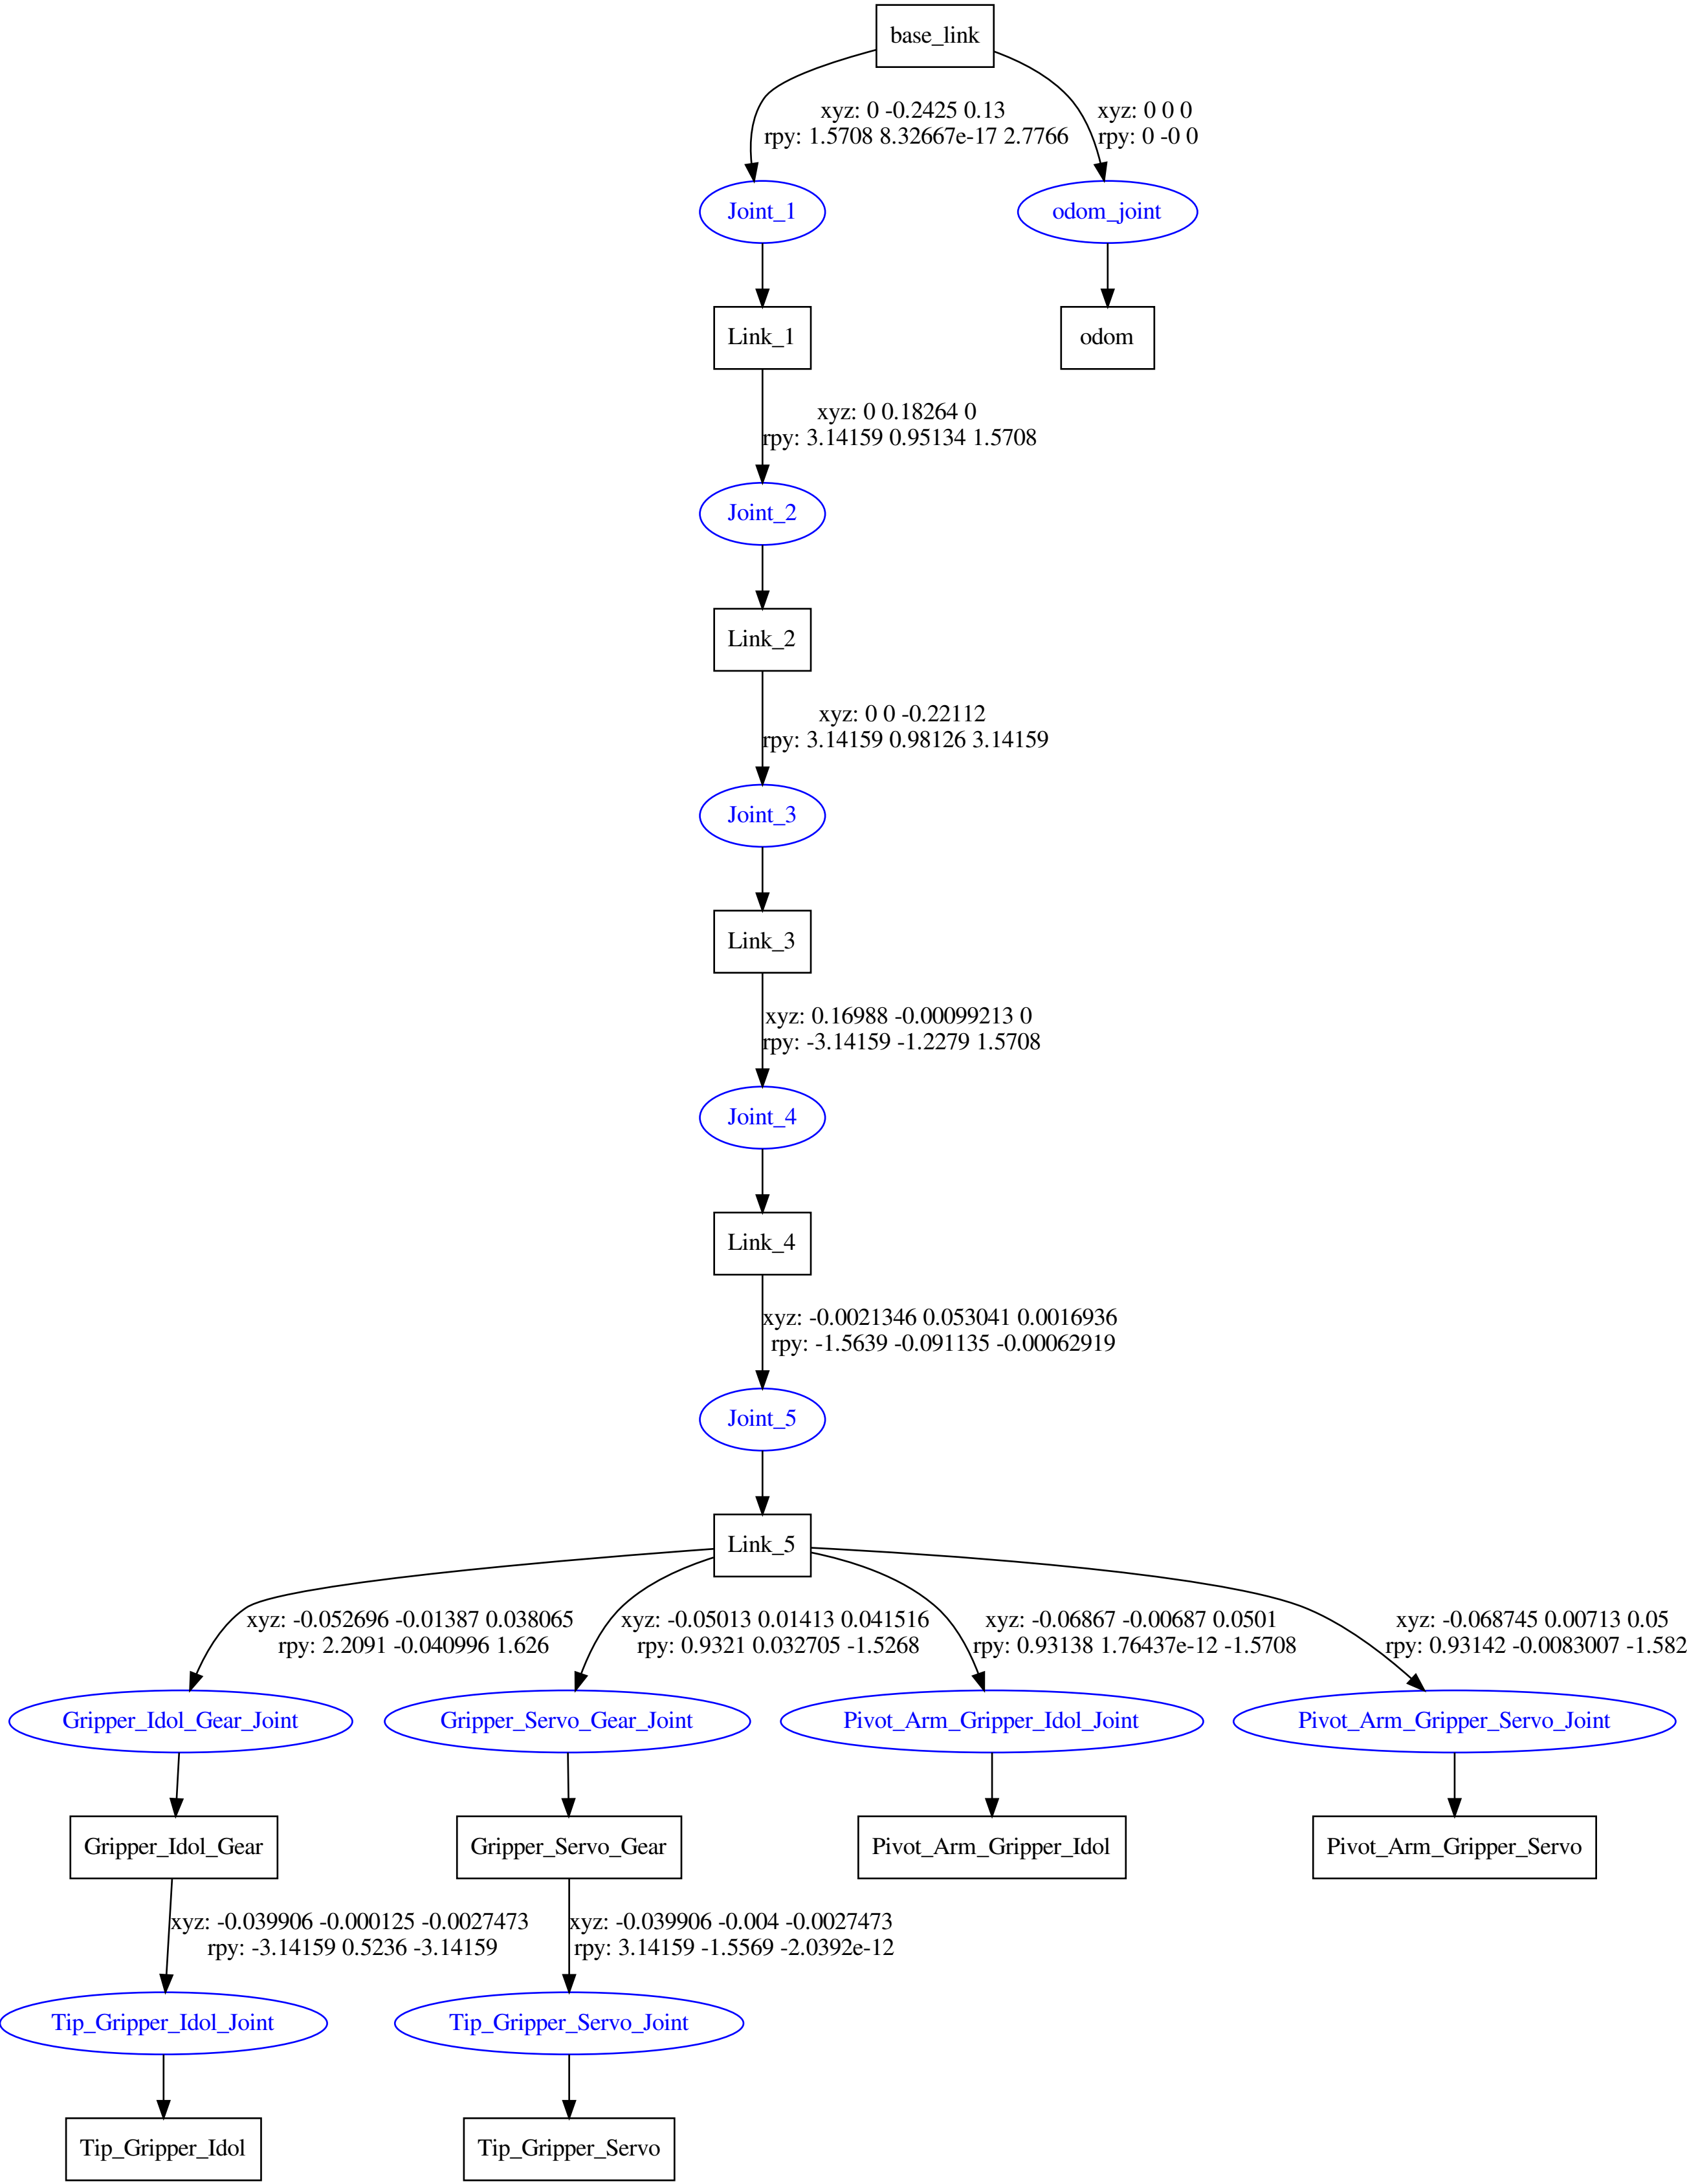 base_link
xyz: 0 -0.2425 0.13
rpy: 1.5708 8.32667e-17 2.7766
xyz: 0 0 0
rpy: 0 -0 0
Joint_1
odom_joint
Link_1
odom
xyz: 0 0.18264 0
rpy: 3.14159 0.95134 1.5708
Joint_2
Link_2
xyz: 0 0 -0.22112
rpy: 3.14159 0.98126 3.14159
Joint_3
Link_3
xyz: 0.16988 -0.00099213 0
rpy: -3.14159 -1.2279 1.5708
Joint_4
Link_4
xyz: -0.0021346 0.053041 0.0016936
rpy: -1.5639 -0.091135 -0.00062919
Joint_5
Link_5
xyz: -0.052696 -0.01387 0.038065
rpy: 2.2091 -0.040996 1.626
xyz: -0.05013 0.01413 0.041516
rpy: 0.9321 0.032705 -1.5268
xyz: -0.06867 -0.00687 0.0501
rpy: 0.93138 1.76437e-12 -1.5708
xyz: -0.068745 0.00713 0.05
rpy: 0.93142 -0.0083007 -1.582
Gripper_Idol_Gear_Joint
Gripper_Servo_Gear_Joint
Pivot_Arm_Gripper_Idol_Joint
Pivot_Arm_Gripper_Servo_Joint
Gripper_Idol_Gear
Gripper_Servo_Gear
Pivot_Arm_Gripper_Idol
Pivot_Arm_Gripper_Servo
xyz: -0.039906 -0.000125 -0.0027473
rpy: -3.14159 0.5236 -3.14159
xyz: -0.039906 -0.004 -0.0027473
rpy: 3.14159 -1.5569 -2.0392e-12
Tip_Gripper_Idol_Joint
Tip_Gripper_Servo_Joint
Tip_Gripper_Idol
Tip_Gripper_Servo